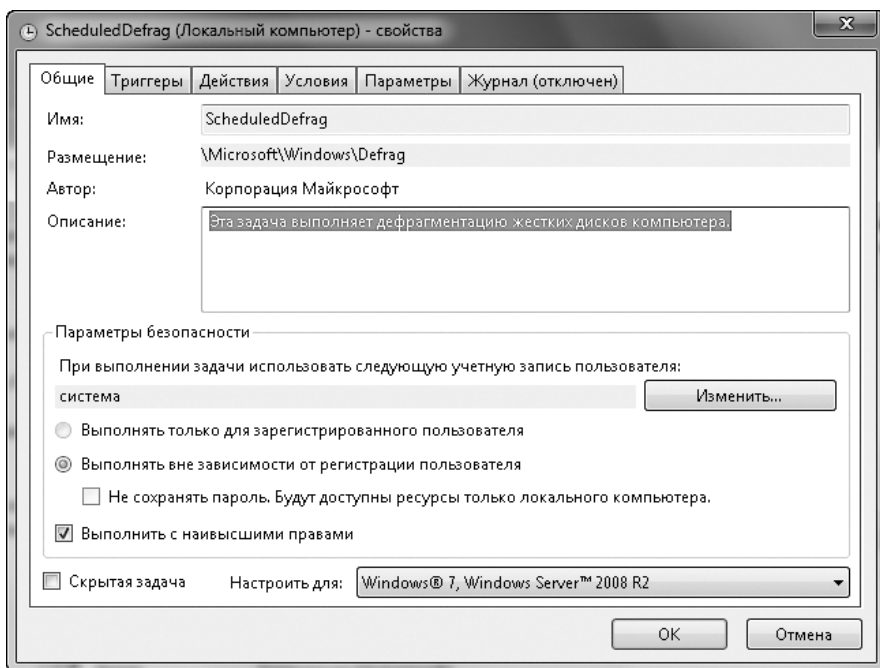 ScheduledDefrag (Локальный компьютер) - свойства
Общие Триггеры Действия Условия Параметры Журнал (отключен)
Имя: ScheduledDefrag
Размещение: \Microsoft\Windows\Defrag
Автор: Корпорация Майкрософт
Описание: Эта задача выполняет дефрагментацию жестких дисков компьютера.
Параметры безопасности
При выполнении задачи использовать следующую учетную запись пользователя:
система Изменить...
Выполнять только для зарегистрированного пользователя
Выполнять вне зависимости от регистрации пользователя
Не сохранять пароль. Будут доступны ресурсы только локального компьютера.
Выполнить с наивысшими правами
Скрытая задача Настроить для: Windows® 7, Windows Server™ 2008 R2
OK Отмена